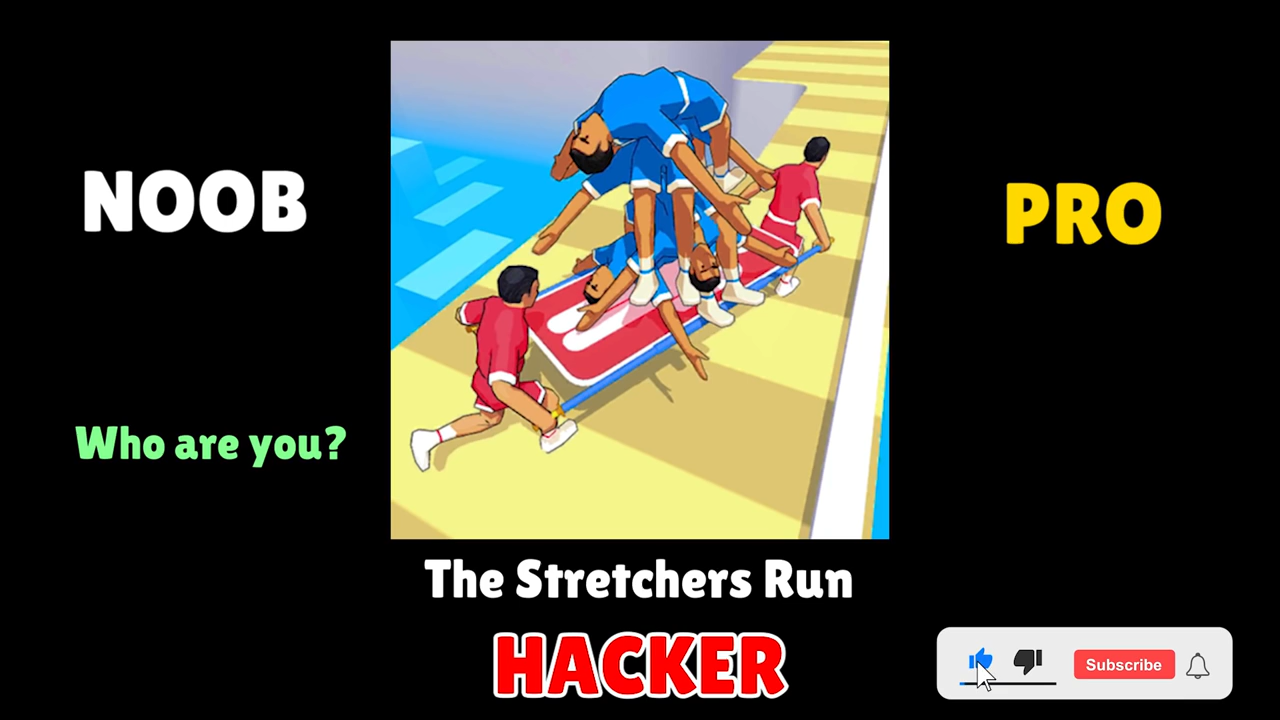 NOOB
PRO
Who are you?
The Stretchers Run
HACKER
Subscribe